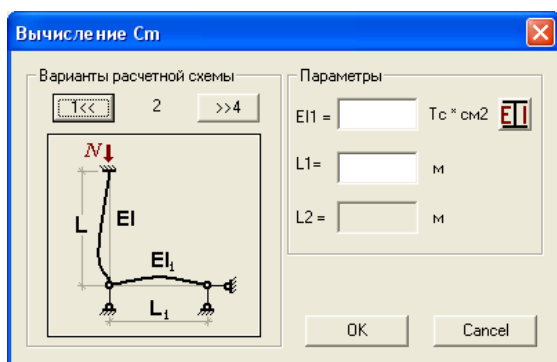 Вычисление Cm
Варианты расчетной схемы
1<< 2 >>4
N
L
EI
EI₁
L₁
Параметры
EI1 = Тс * см2 EI
L1= м
L2 = м
OK Cancel